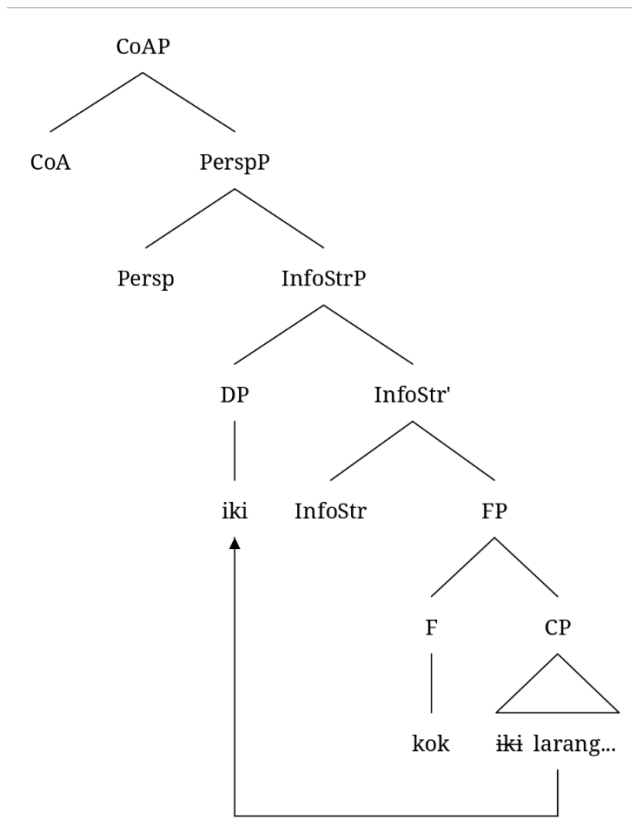 CoAP
CoA PerspP
Persp InfoStrP
DP InfoStr'
iki InfoStr FP
F CP
kok iki larang...